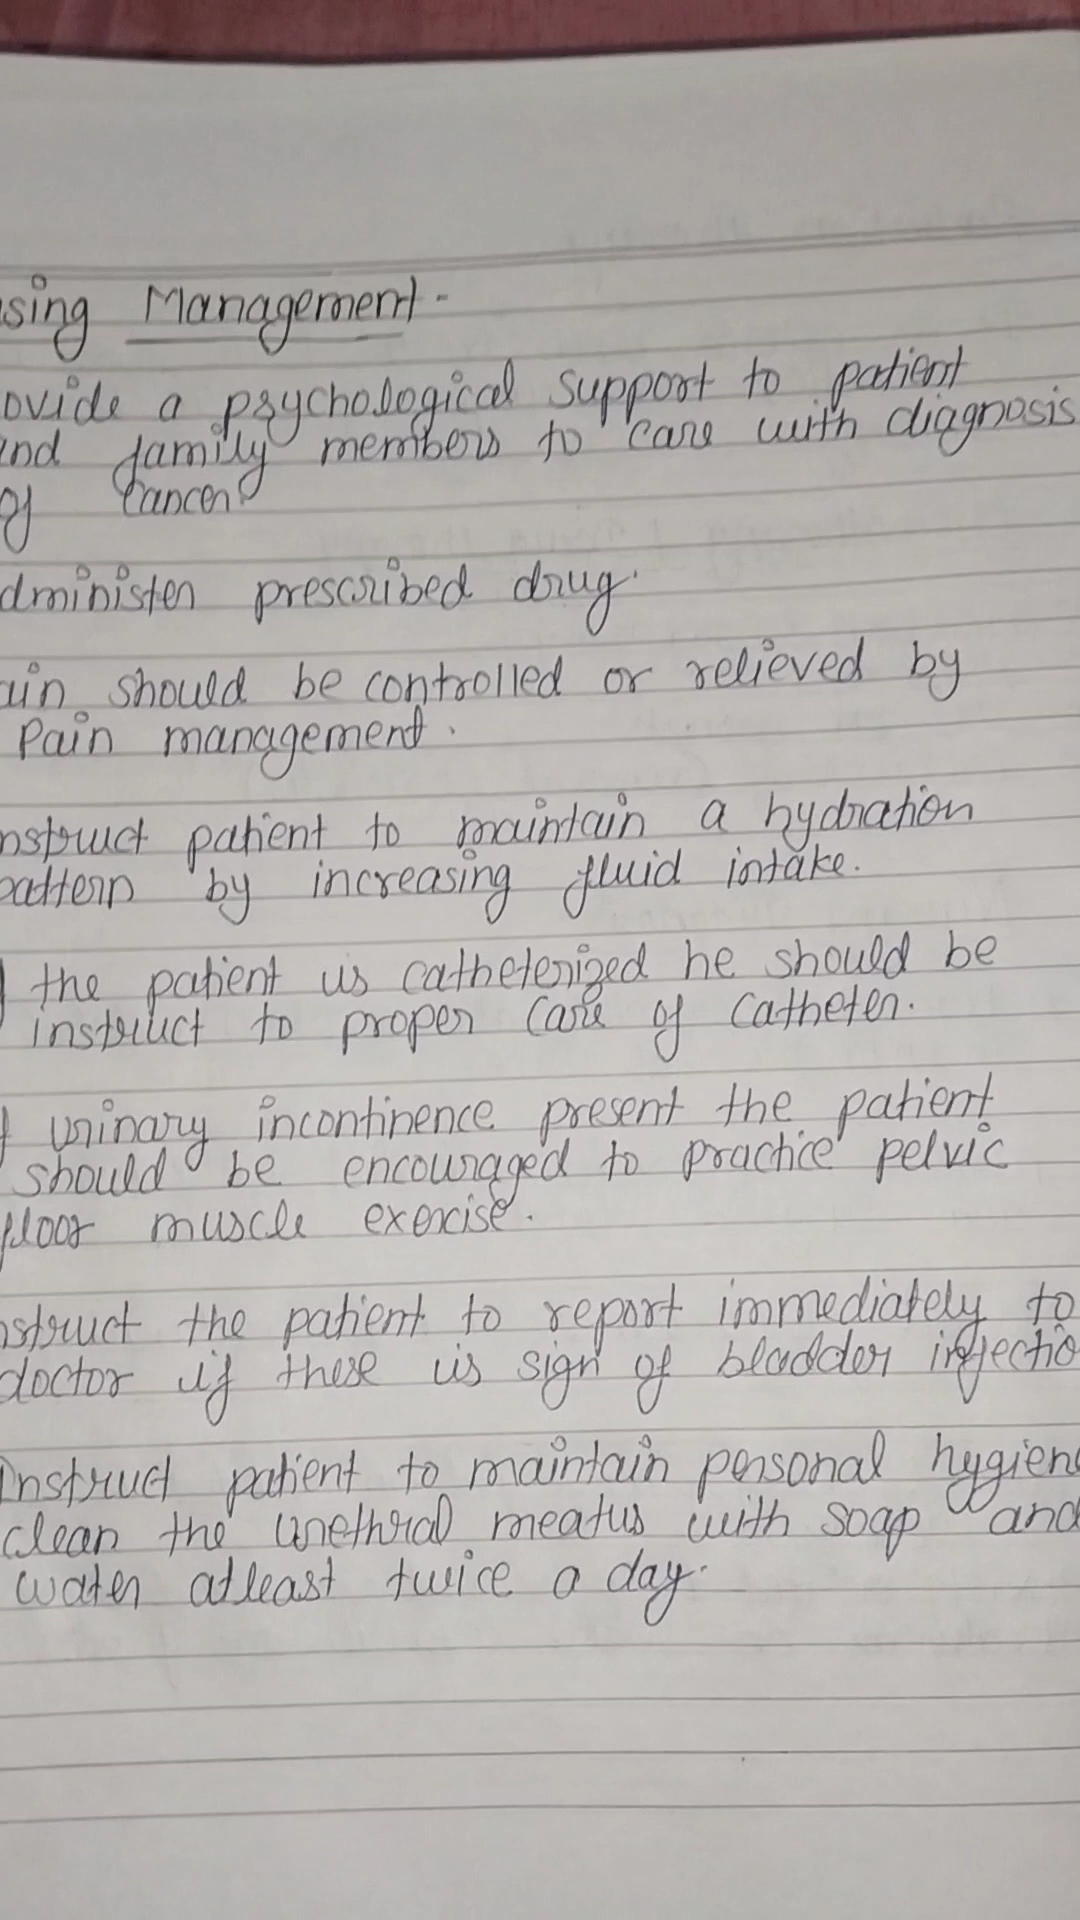 sing Management -
ovide a psychological support to patient
and family members to care with diagnosis
of Cancer
dminister prescribed drug.
ain should be controlled or relieved by
Pain management.
nstruct patient to maintain a hydration
pattern by increasing fluid intake.
the patient is catheterized he should be
instruct to proper care of catheter.
f urinary incontinence present the patient
should be encouraged to practice pelvic
floor muscle exercise.
nstruct the patient to report immediately to
doctor if there is sign of bladder infectio
Instruct patient to maintain personal hygiene
clean the urethral meatus with soap and
water atleast twice a day.